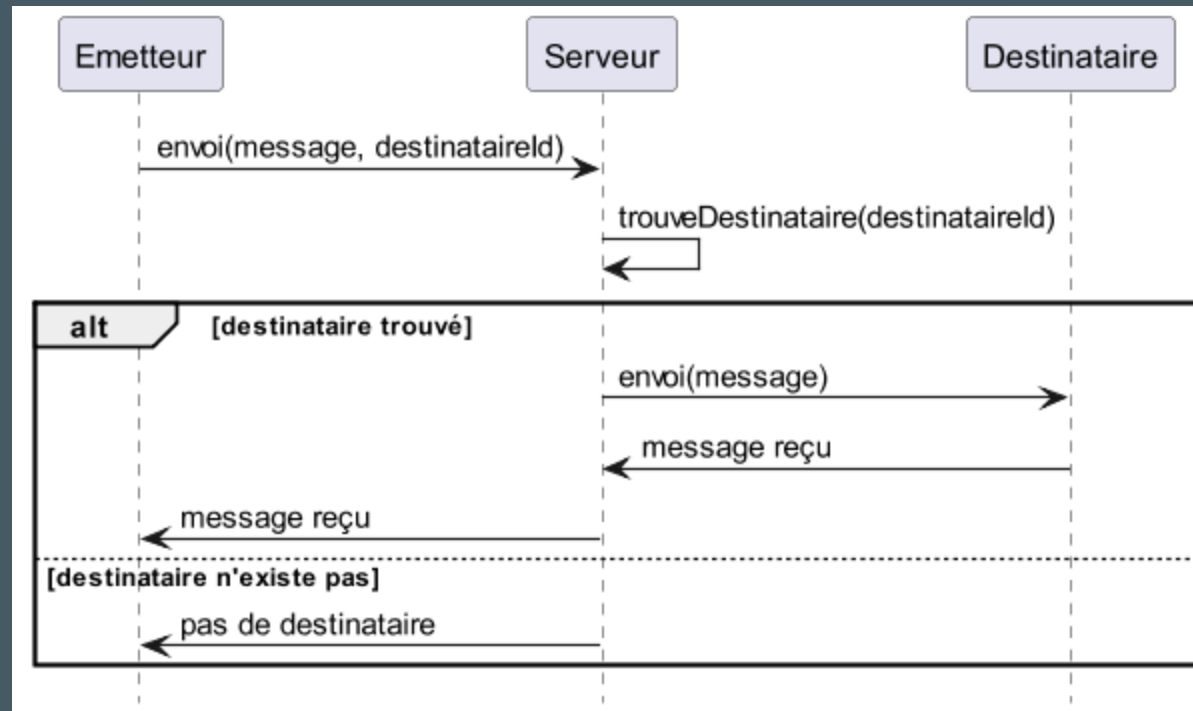 Emetteur
Serveur
Destinataire
envoi(message, destinataireId)
trouveDestinataire(destinataireId)
alt
[destinataire trouvé]
envoi(message)
message reçu
message reçu
[destinataire n'existe pas]
pas de destinataire